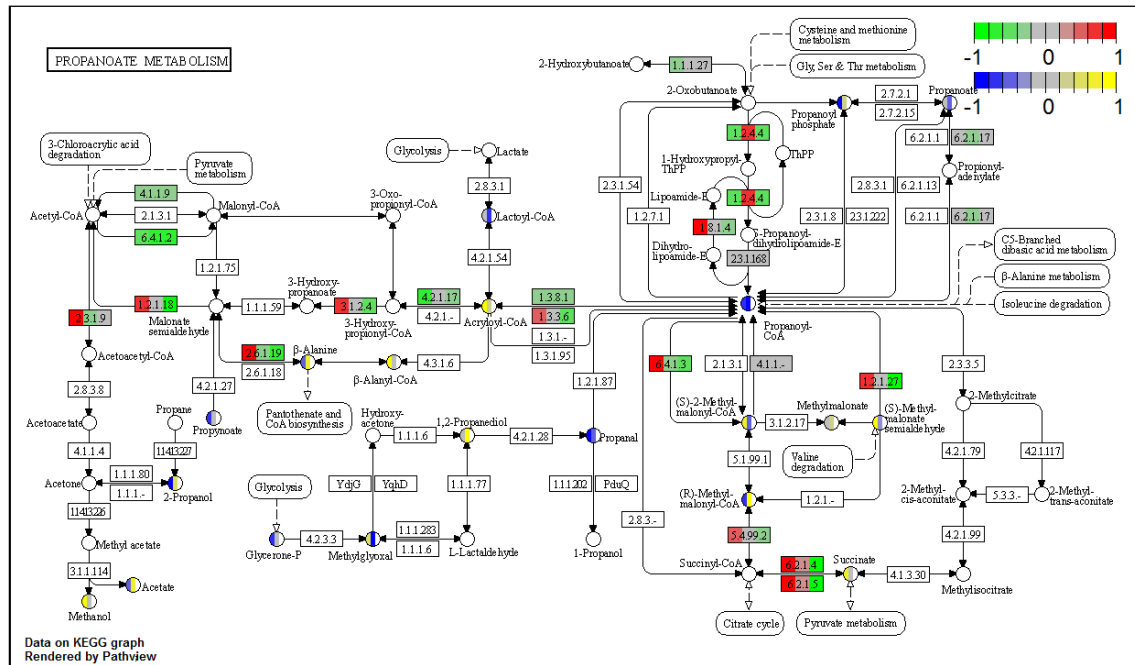 PROPANOATE METABOLISM
-1 0 1
-1 0 1
Cysteine and methionine
metabolism
Gly, Ser & Thr metabolism
2-Hydroxybutanoate
1.1.1.27
2-Oxobutanoate
Propanoyl
phosphate
2.7.2.1
2.7.2.15
Propanoate
6.2.1.1
6.2.1.17
Propionyl-
adenylate
6.2.1.1
6.2.1.17
1.2.4.4
ThPP
1-Hydroxypropyl-
ThPP
Lipoamide-E
1.2.4.4
1.8.1.4
S-Propanoyl-
dihydrolipoamide-E
Dihydro-
lipoamide-E
2.3.1.168
2.3.1.54
1.2.7.1
2.3.1.8
2.3.1.222
2.8.3.1
6.2.1.13
C5-Branched
dibasic acid metabolism
β-Alanine metabolism
Isoleucine degradation
3-Chloroacrylic acid
degradation
Pyruvate
metabolism
Glycolysis
Lactate
2.8.3.1
Lactoyl-CoA
4.2.1.54
Acetyl-CoA
4.1.1.9
2.1.3.1
6.4.1.2
Malonyl-CoA
3-Oxo-
propionyl-CoA
1.2.1.75
3-Hydroxy-
propanoate
1.2.1.18
Malonate
semialdehyde
1.1.1.59
3.1.2.4
3-Hydroxy-
propionyl-CoA
4.2.1.17
4.2.1.-
Acryloyl-CoA
1.3.8.1
1.3.3.6
1.3.1.-
1.3.1.95
Propanoyl-
CoA
2.3.1.9
Acetoacetyl-CoA
2.6.1.19
2.6.1.18
β-Alanine
β-Alanyl-CoA
4.3.1.6
2.8.3.8
4.2.1.27
Propynoate
Pantothenate and
CoA biosynthesis
Acetoacetate
Propane
4.1.1.4
1.14.13.227
Acetone
1.1.1.80
1.1.1.-
2-Propanol
1.14.13.226
Methyl acetate
3.1.1.114
Acetate
Methanol
Hydroxy-
acetone
1.1.1.6
1,2-Propanediol
4.2.1.28
Propanal
1.2.1.87
Glycolysis
YdjG
YqhD
1.1.1.77
1.1.1.202
PduQ
Glycerone-P
4.2.3.3
Methylglyoxal
1.1.1.283
1.1.1.6
L-Lactaldehyde
1-Propanol
6.4.1.3
2.1.3.1
4.1.1.-
1.2.1.27
2.3.3.5
(S)-2-Methyl-
malonyl-CoA
3.1.2.17
Methylmalonate
(S)-Methyl-
malonate
semialdehyde
Valine
degradation
5.1.99.1
(R)-Methyl-
malonyl-CoA
1.2.1.-
2.8.3.-
5.4.99.2
Succinyl-CoA
6.2.1.4
6.2.1.5
Succinate
4.1.3.30
Methylisocitrate
Citrate cycle
Pyruvate metabolism
2-Methylcitrate
4.2.1.79
4.2.1.117
2-Methyl-
cis-aconitate
5.3.3.-
2-Methyl-
trans-aconitate
4.2.1.99
Data on KEGG graph
Rendered by Pathview